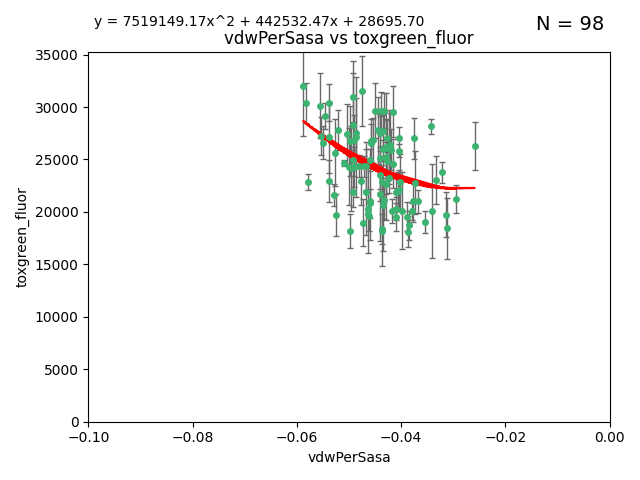 y = 7519149.17x^2 + 442532.47x + 28695.70
N = 98
vdwPerSasa vs toxgreen_fluor
35000
30000
25000
20000
15000
10000
5000
0
toxgreen_fluor
−0.10
−0.08
−0.06
−0.04
−0.02
0.00
vdwPerSasa